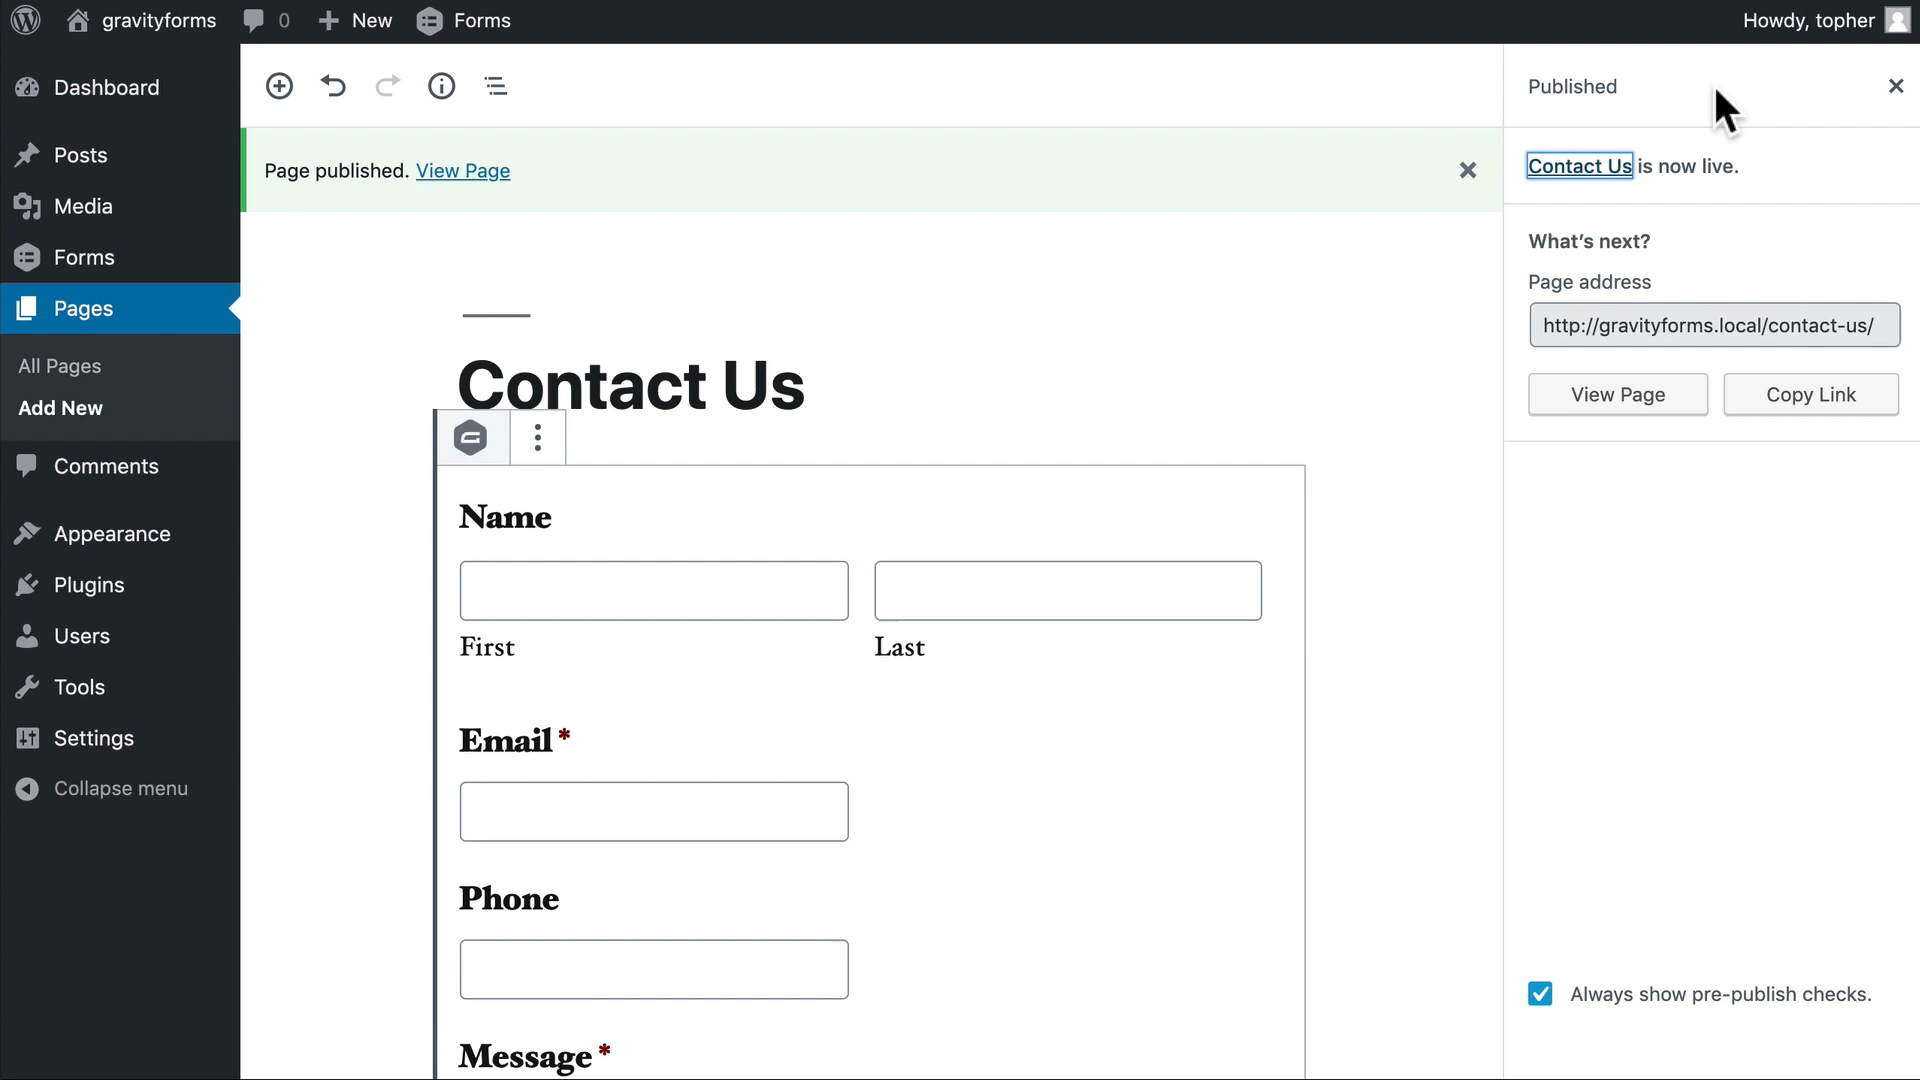 gravityforms 0 New Forms Howdy, topher
Dashboard
Posts
Media
Forms
Pages
All Pages
Add New
Comments
Appearance
Plugins
Users
Tools
Settings
Collapse menu
Page published. View Page
Contact Us
Name
First Last
Email *
Phone
Message *
Published
Contact Us is now live.
What's next?
Page address
http://gravityforms.local/contact-us/
View Page Copy Link
Always show pre-publish checks.